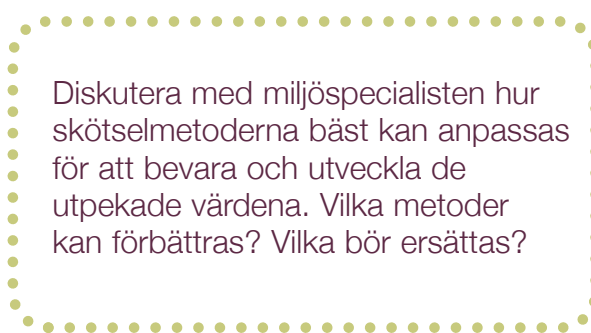 Diskutera med miljöspecialisten hur
skötselmetoderna bäst kan anpassas
för att bevara och utveckla de
utpekade värdena. Vilka metoder
kan förbättras? Vilka bör ersättas?